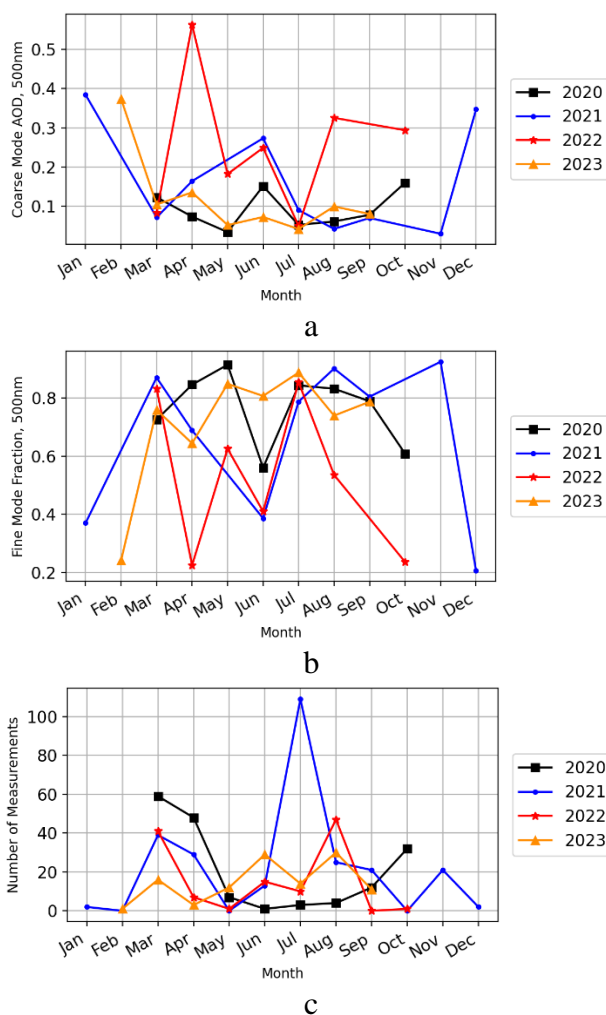 Coarse Mode AOD, 500nm
0.5
0.4
0.3
0.2
0.1
Jan Feb Mar Apr May Jun Jul Aug Sep Oct Nov Dec
Month
2020
2021
2022
2023
a
Fine Mode Fraction, 500nm
0.8
0.6
0.4
0.2
Jan Feb Mar Apr May Jun Jul Aug Sep Oct Nov Dec
Month
2020
2021
2022
2023
b
Number of Measurements
100
80
60
40
20
0
Jan Feb Mar Apr May Jun Jul Aug Sep Oct Nov Dec
Month
2020
2021
2022
2023
c